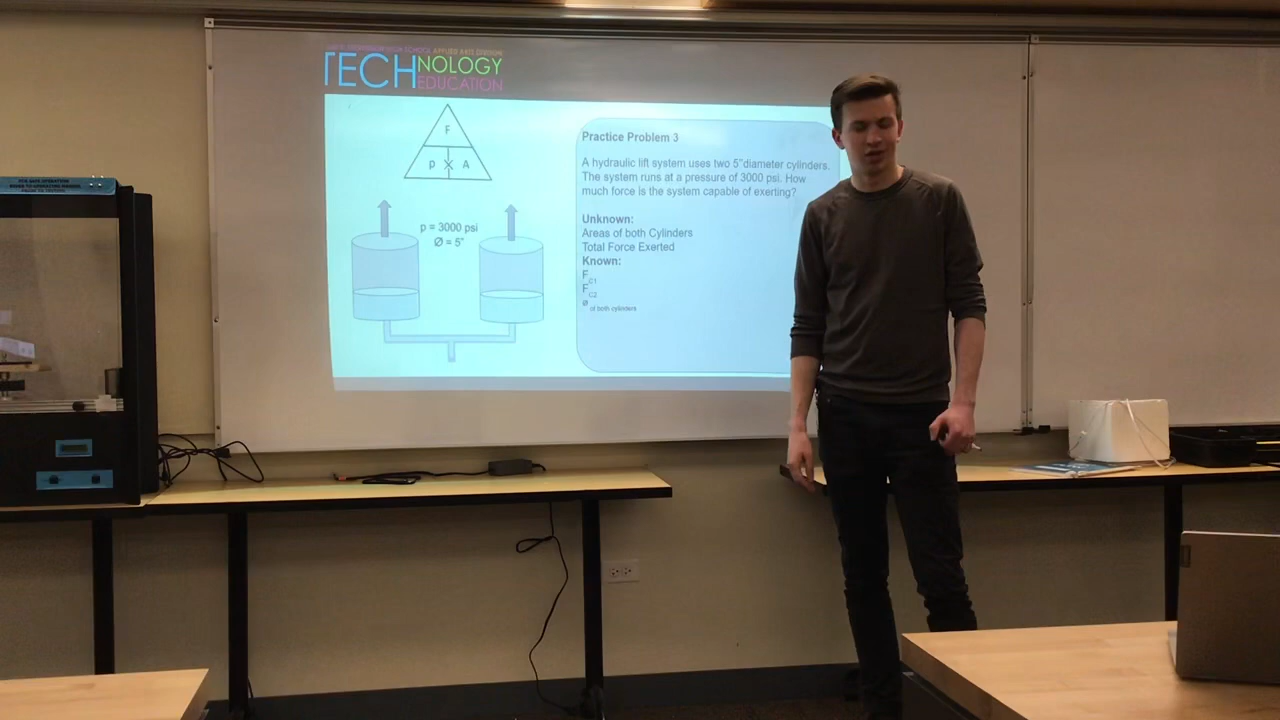 TECHNOLOGY
EDUCATION
F
p
A
p = 3000 psi
Ø = 5"
Practice Problem 3
A hydraulic lift system uses two 5"diameter cylinders.
The system runs at a pressure of 3000 psi. How
much force is the system capable of exerting?
Unknown:
Areas of both Cylinders
Total Force Exerted
Known:
FC1
FC2
Ø of both cylinders